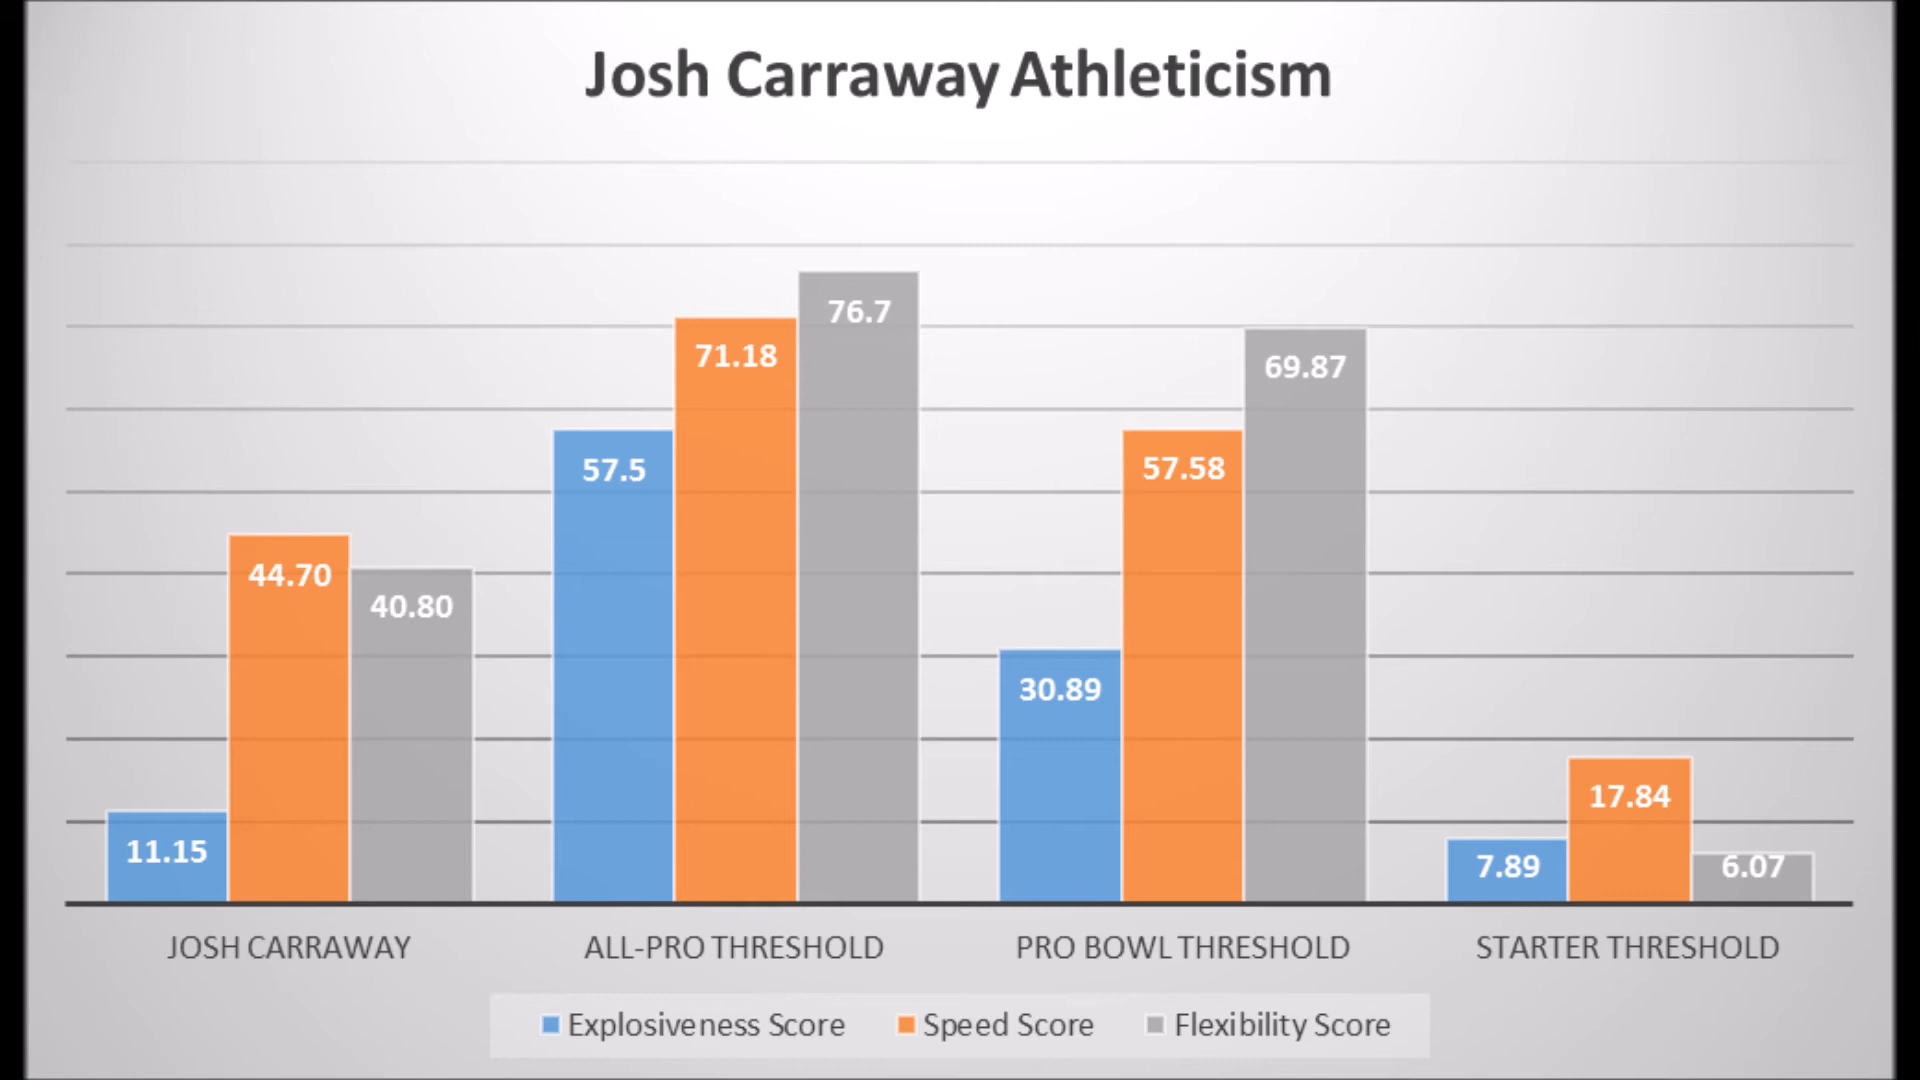 Josh Carraway Athleticism
76.7
71.18
69.87
57.5
57.58
44.70
40.80
30.89
17.84
11.15
7.89
6.07
JOSH CARRAWAY
ALL-PRO THRESHOLD
PRO BOWL THRESHOLD
STARTER THRESHOLD
Explosiveness Score
Speed Score
Flexibility Score